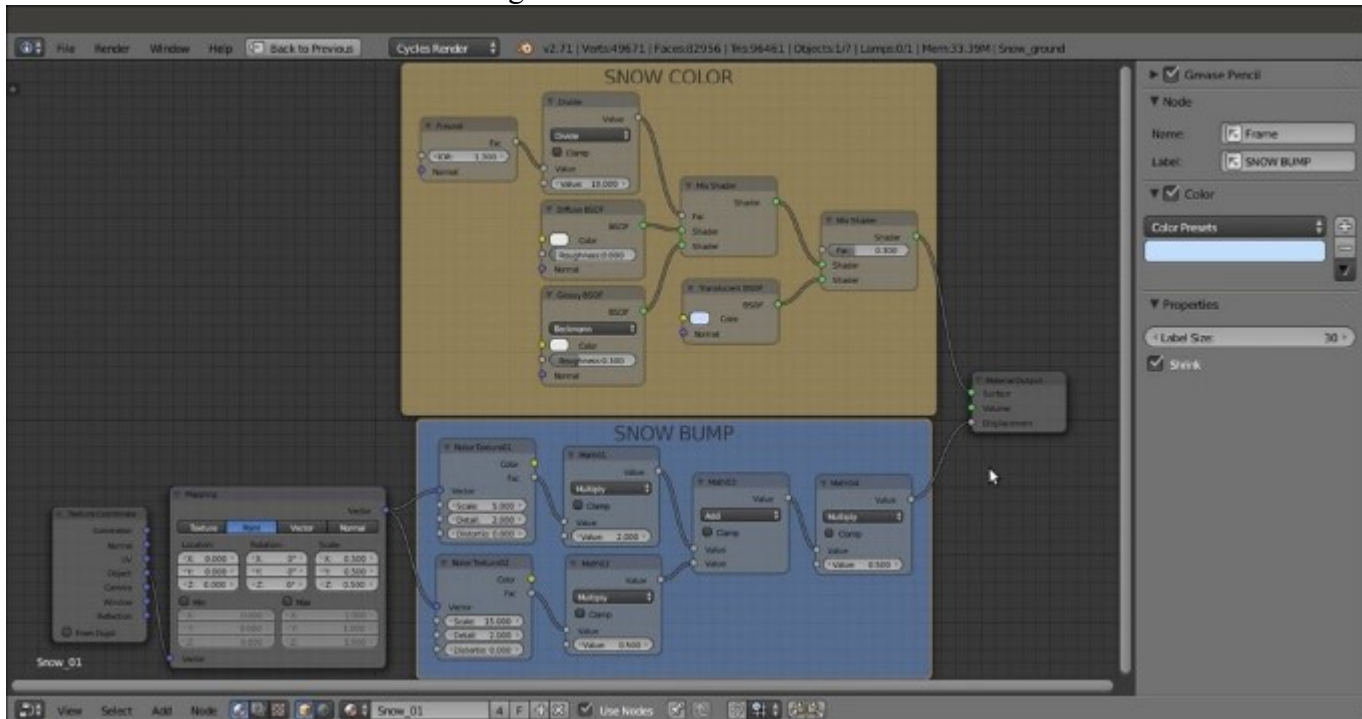 File Render Window Help Back to Previous Cycles Render v2.71 | Verts:49671 | Faces:82956 | Tris:96461 | Objects:1/7 | Lamps:0/1 | Mem:33.39M | Snow_ground
SNOW COLOR
Fresnel
Fac
IOR: 1.300
Normal
Divide
Value
Divide
Clamp
Value
Value: 10.000
Diffuse BSDF
BSDF
Color
Roughness:0.000
Normal
Glossy BSDF
BSDF
Beckmann
Color
Roughness:0.300
Normal
Mix Shader
Shader
Fac
Shader
Shader
Translucent BSDF
BSDF
Color
Normal
Mix Shader
Shader
Fac: 0.300
Shader
Shader
Material Output
Surface
Volume
Displacement
SNOW BUMP
Texture Coordinate
Generated
Normal
UV
Object
Camera
Window
Reflection
From Dupli
Mapping
Vector
Texture Point Vector Normal
Location: Rotation: Scale:
X: 0.000 X: 0° X: 0.500
Y: 0.000 Y: 0° Y: 0.500
Z: 0.000 Z: 0° Z: 0.500
Min Max
Vector
Noise Texture01
Color
Fac
Vector
Scale: 5.000
Detail: 2.000
Distortio: 0.000
Noise Texture02
Color
Fac
Vector
Scale: 15.000
Detail: 2.000
Distortio: 0.000
Math01
Value
Multiply
Clamp
Value
Value: 2.000
Math02
Value
Multiply
Clamp
Value
Value: 0.500
Math03
Value
Add
Clamp
Value
Value
Math04
Value
Multiply
Clamp
Value
Value: 0.500
Grease Pencil
Node
Name: Frame
Label: SNOW BUMP
Color
Color Presets
Properties
Label Size: 30
Shrink
Snow_01
View Select Add Node Snow_01 4 F Use Nodes